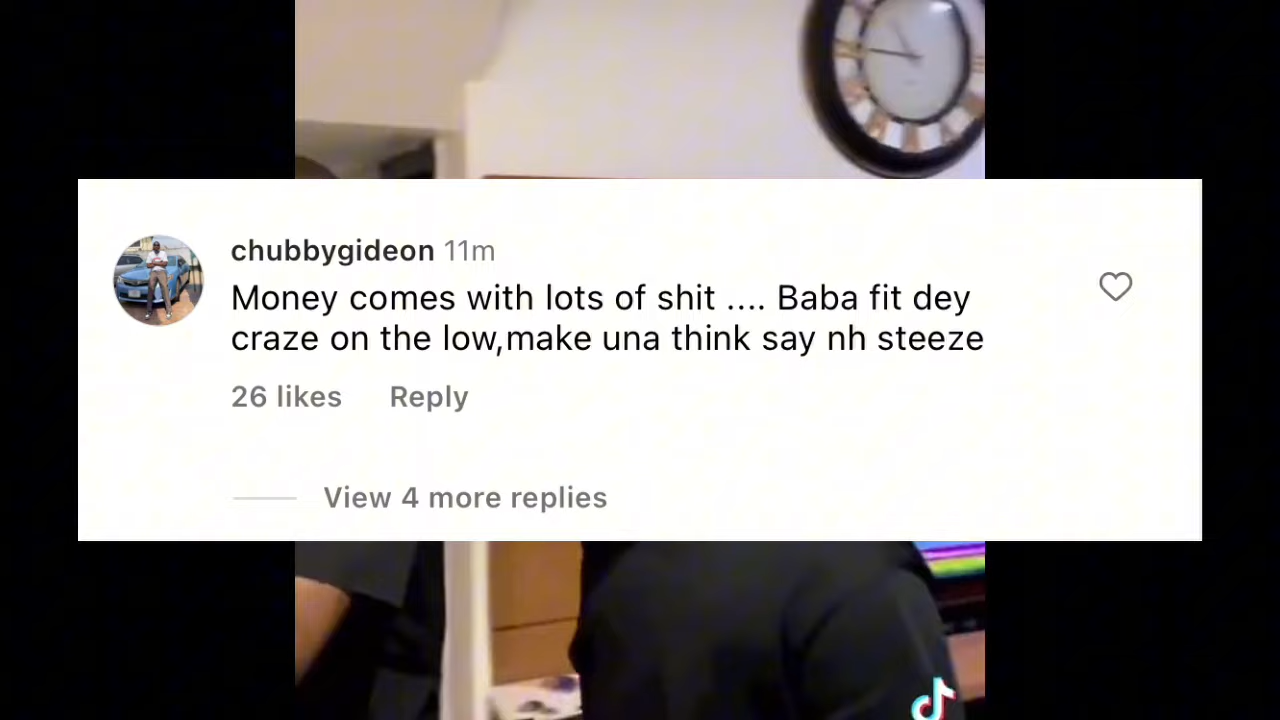 chubbygideon 11m
Money comes with lots of shit .... Baba fit dey
craze on the low,make una think say nh steeze
26 likes Reply
View 4 more replies